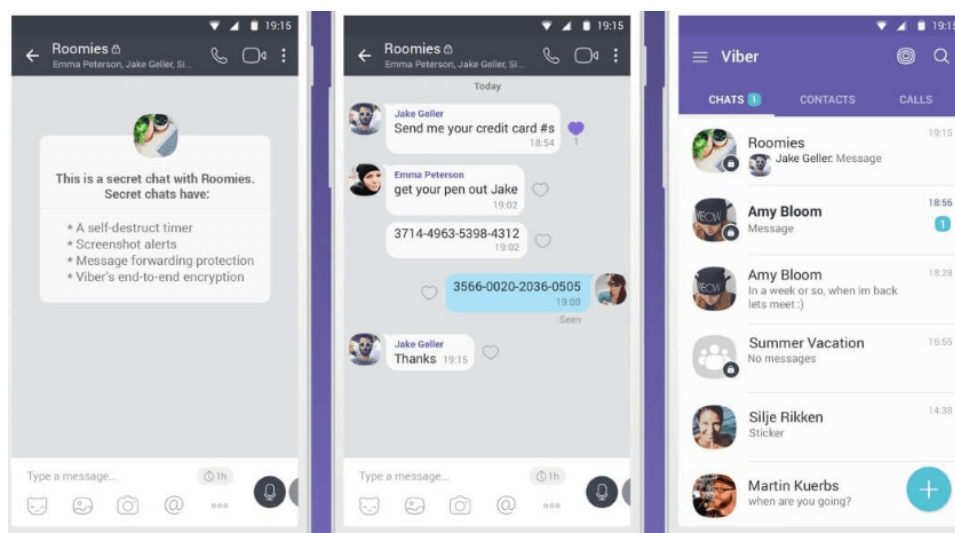 19:15
Roomies
Emma Peterson, Jake Geller, Si...
This is a secret chat with Roomies.
Secret chats have:
* A self-destruct timer
* Screenshot alerts
* Message forwarding protection
* Viber's end-to-end encryption
Type a message...
1h
19:15
Roomies
Emma Peterson, Jake Geller, Si...
Today
Jake Geller
Send me your credit card #s
18:54
1
Emma Peterson
get your pen out Jake
19:02
3714-4963-5398-4312
19:02
3566-0020-2036-0505
19:08
Seen
Jake Geller
Thanks 19:15
Type a message...
1h
19:15
Viber
CHATS 1 CONTACTS CALLS
Roomies 19:15
Jake Geller: Message
Amy Bloom 18:56
Message 1
MEOW
Amy Bloom 18:28
In a week or so, when im back
lets meet :)
MEOW
Summer Vacation 16:55
No messages
Silje Rikken 14:38
Sticker
Martin Kuerbs
when are you going?